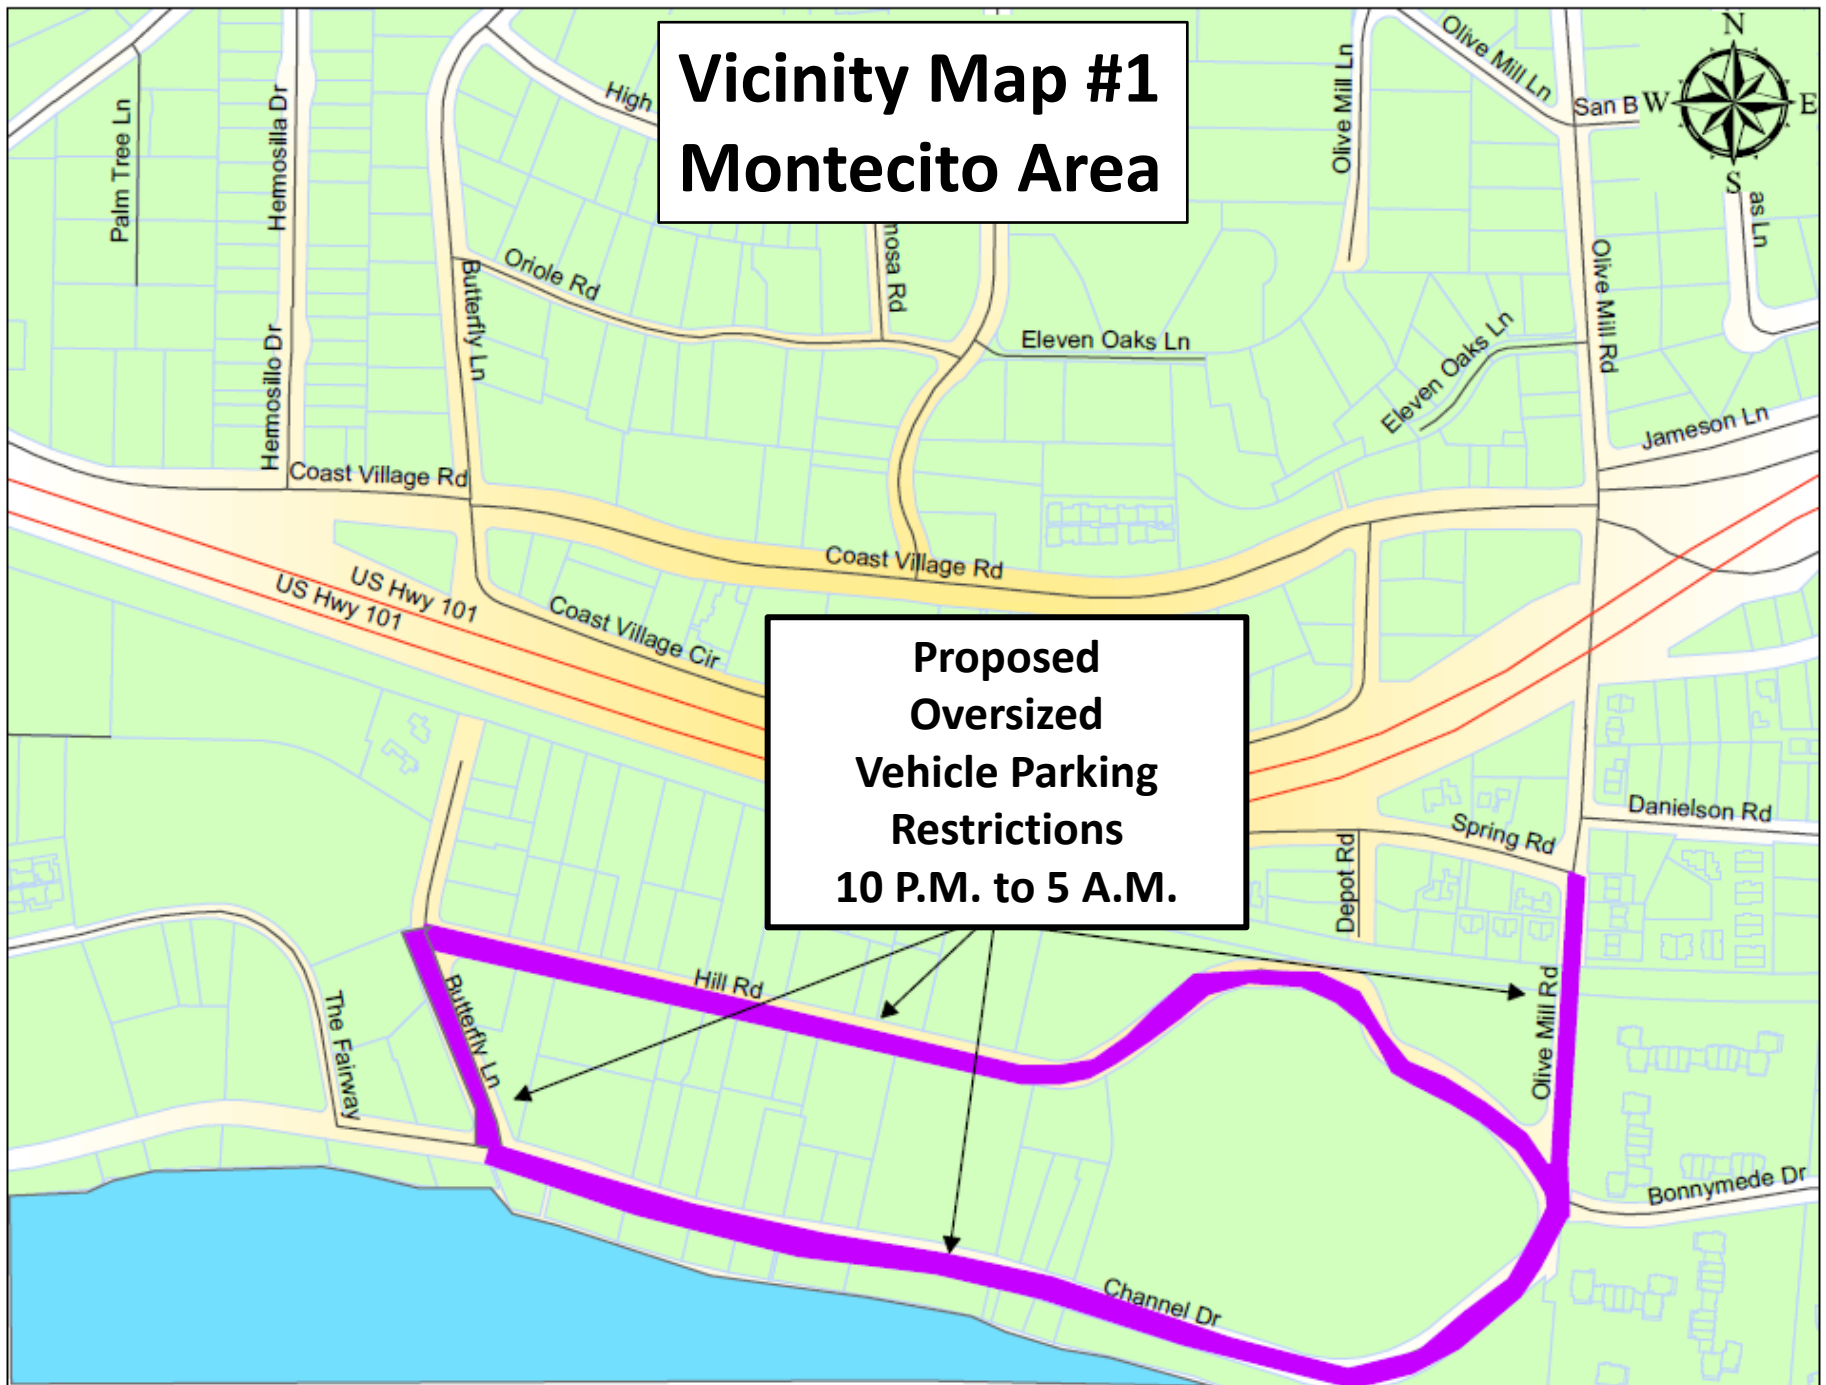 Vicinity Map #1
Montecito Area
N
W
E
S
Palm Tree Ln
Hermosilla Dr
Hemosillo Dr
High
Olive Mill Ln
Olive Mill Ln
San B
as Ln
Butterfly Ln
Oriole Rd
mosa Rd
Eleven Oaks Ln
Eleven Oaks Ln
Olive Mill Rd
Jameson Ln
Coast Village Rd
Coast Village Rd
US Hwy 101
US Hwy 101
Coast Village Cir
Proposed
Oversized
Vehicle Parking
Restrictions
10 P.M. to 5 A.M.
Spring Rd
Danielson Rd
Depot Rd
Hill Rd
Butterfly Ln
The Fairway
Olive Mill Rd
Bonnymede Dr
Channel Dr